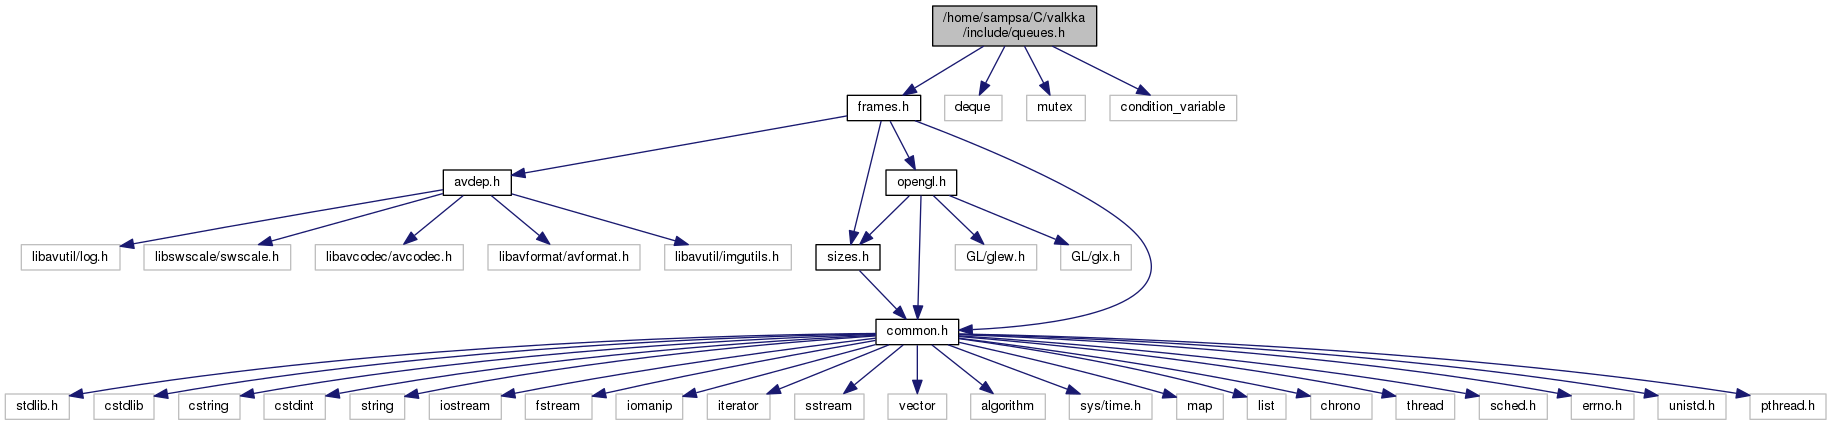 /home/sampsa/C/valkka
/include/queues.h
frames.h
deque
mutex
condition_variable
avdep.h
opengl.h
libavutil/log.h
libswscale/swscale.h
libavcodec/avcodec.h
libavformat/avformat.h
libavutil/imgutils.h
sizes.h
GL/glew.h
GL/glx.h
common.h
stdlib.h
cstdlib
cstring
cstdint
string
iostream
fstream
iomanip
iterator
sstream
vector
algorithm
sys/time.h
map
list
chrono
thread
sched.h
errno.h
unistd.h
pthread.h